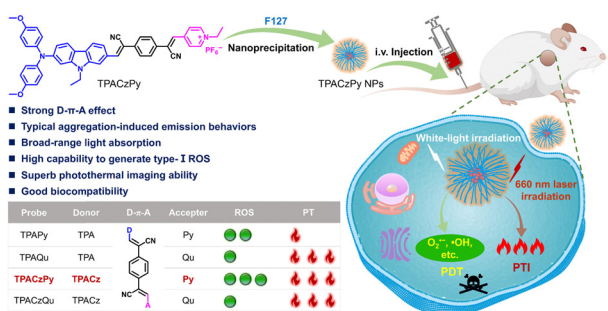 F127
Nanoprecipitation
i.v. Injection
O
N
O
N
CN
CN
N⁺
PF₆⁻
TPACzPy
TPACzPy NPs
Strong D-π-A effect
Typical aggregation-induced emission behaviors
Broad-range light absorption
High capability to generate type-I ROS
Superb photothermal imaging ability
Good biocompatibility
White-light irradiation
660 nm laser
irradiation
O₂•−, •OH,
etc.
PDT
PTI
Probe Donor D-π-A Accepter ROS PT
TPAPy TPA Py
TPAQu TPA Qu
TPACzPy TPACz Py
TPACzQu TPACz Qu
D
CN
NC
A